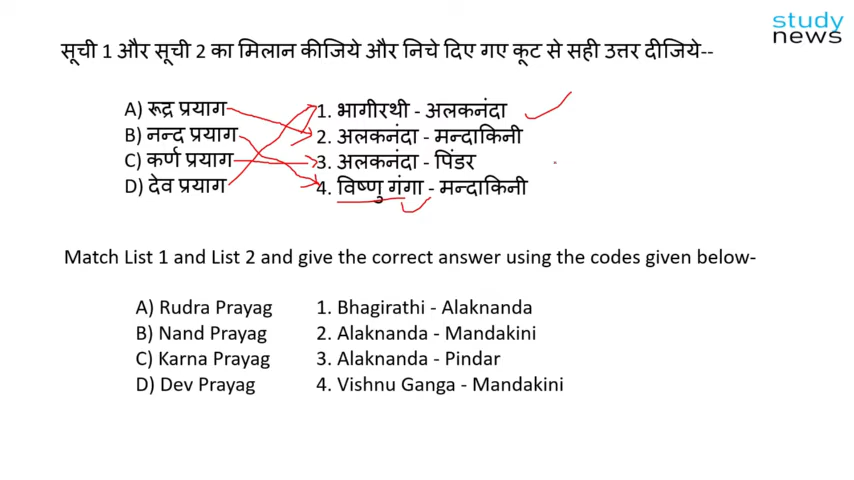 study
news
सूची 1 और सूची 2 का मिलान कीजिये और निचे दिए गए कूट से सही उत्तर दीजिये--
A) रूद्र प्रयाग 1. भागीरथी - अलकनंदा
B) नन्द प्रयाग 2. अलकनंदा - मन्दाकिनी
C) कर्ण प्रयाग 3. अलकनंदा - पिंडर
D) देव प्रयाग 4. विष्णु गंगा - मन्दाकिनी
Match List 1 and List 2 and give the correct answer using the codes given below-
A) Rudra Prayag 1. Bhagirathi - Alaknanda
B) Nand Prayag 2. Alaknanda - Mandakini
C) Karna Prayag 3. Alaknanda - Pindar
D) Dev Prayag 4. Vishnu Ganga - Mandakini